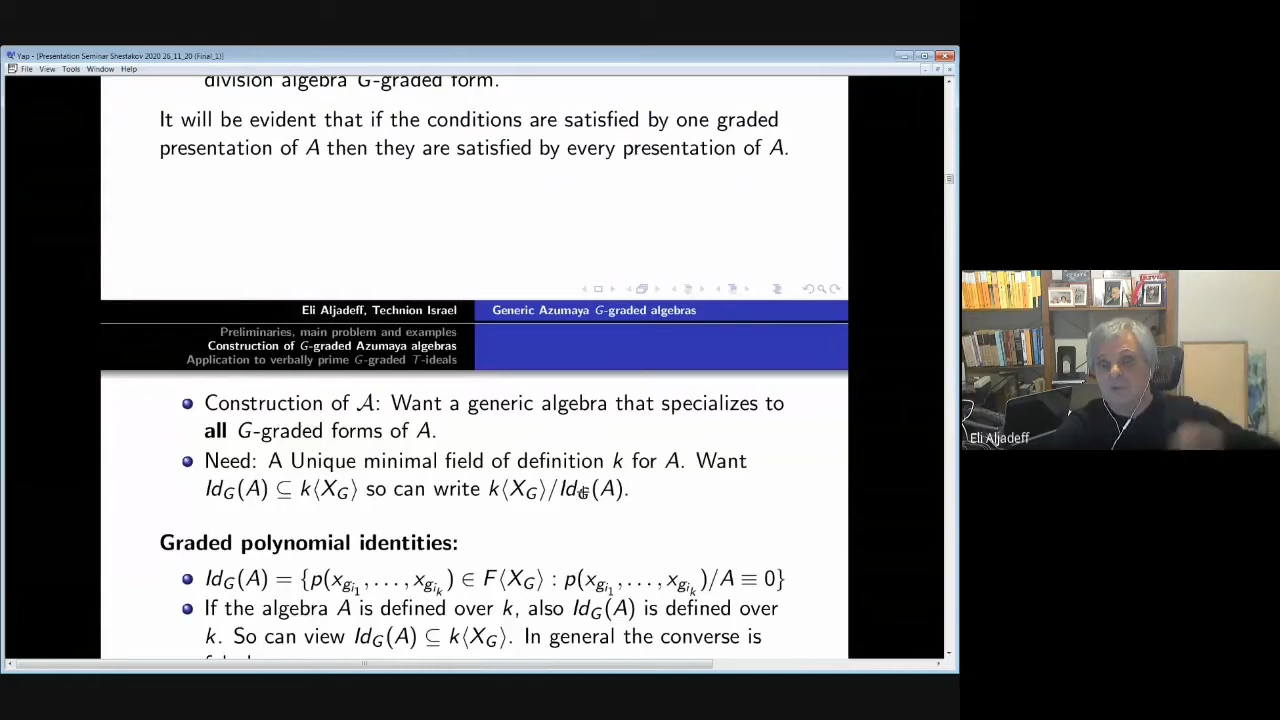 Yap - [Presentation Seminar Shestakov 2020 26_11_20 (Final_1)]
File View Tools Window Help
division algebra G-graded form.
It will be evident that if the conditions are satisfied by one graded
presentation of A then they are satisfied by every presentation of A.
Eli Aljadeff, Technion Israel Generic Azumaya G-graded algebras
Preliminaries, main problem and examples
Construction of G-graded Azumaya algebras
Application to verbally prime G-graded T-ideals
Construction of 𝒜: Want a generic algebra that specializes to
all G-graded forms of A.
Need: A Unique minimal field of definition k for A. Want
Id_G(A) ⊆ k⟨X_G⟩ so can write k⟨X_G⟩/Id_G(A).
Graded polynomial identities:
Id_G(A) = {p(x_{g_{i_1}}, . . . , x_{g_{i_k}}) ∈ F⟨X_G⟩ : p(x_{g_{i_1}}, . . . , x_{g_{i_k}})/A ≡ 0}
If the algebra A is defined over k, also Id_G(A) is defined over
k. So can view Id_G(A) ⊆ k⟨X_G⟩. In general the converse is
Eli Aljadeff